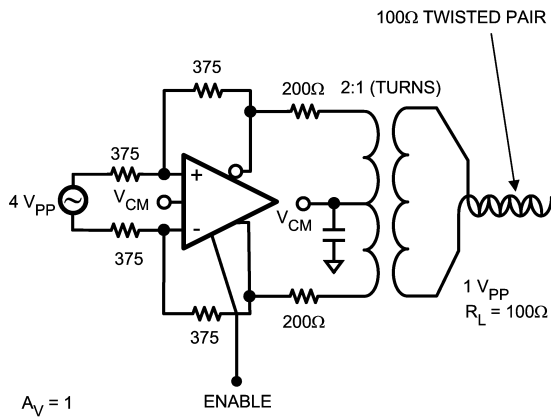 100Ω TWISTED PAIR
375
200Ω
2:1 (TURNS)
375
+
4 VPP
VCM
VCM
-
375
375
200Ω
1 VPP
RL = 100Ω
ENABLE
AV = 1